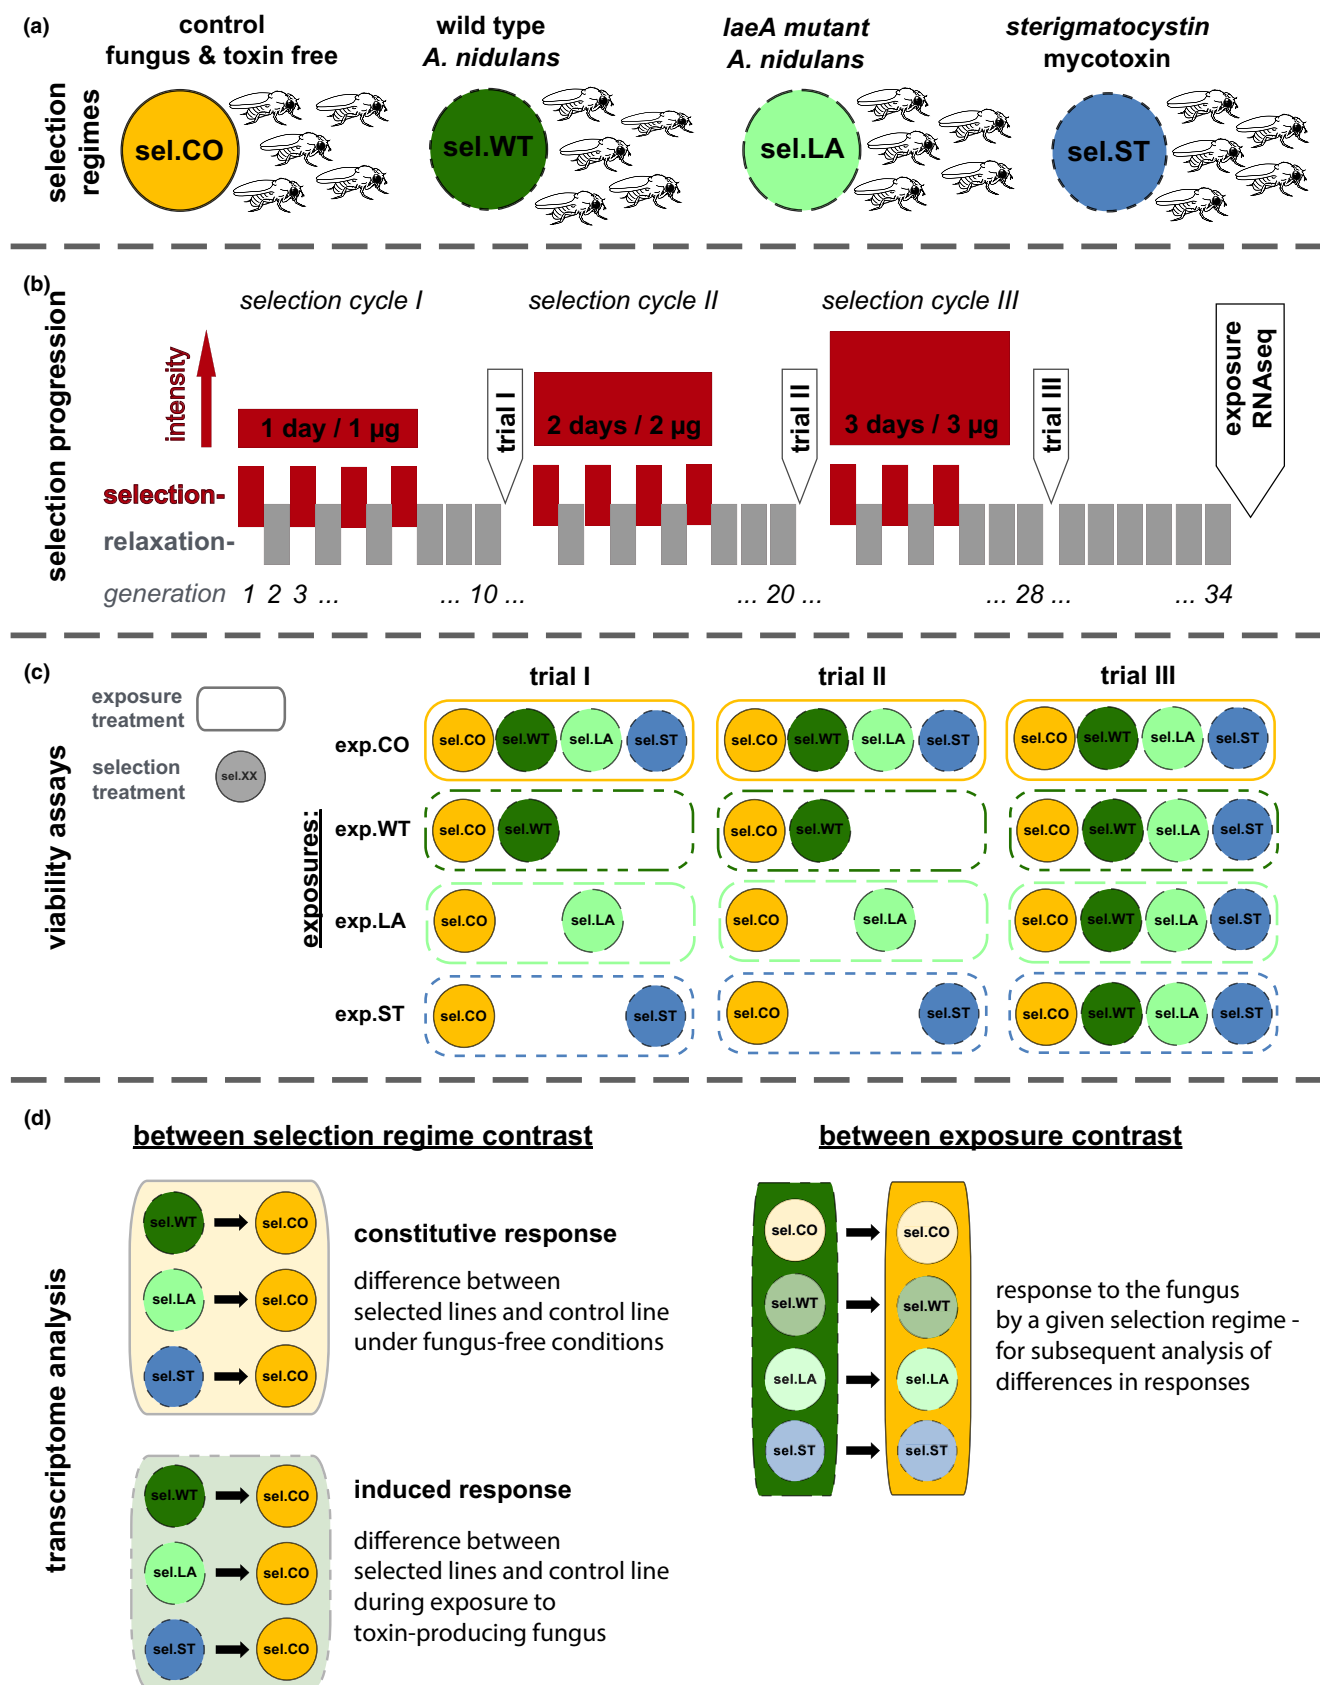 (a)
control
fungus & toxin free
wild type
A. nidulans
laeA mutant
A. nidulans
sterigmatocystin
mycotoxin
selection
regimes
sel.CO
sel.WT
sel.LA
sel.ST
(b)
selection progression
selection cycle I
selection cycle II
selection cycle III
intensity
1 day / 1 µg
2 days / 2 µg
3 days / 3 µg
trial I
trial II
trial III
exposure
RNAseq
selection-
relaxation-
generation 1 2 3 ... ... 10 ... ... 20 ... ... 28 ... ... 34
(c)
viability assays
exposure
treatment
selection
treatment
sel.XX
trial I
trial II
trial III
exposures:
exp.CO
sel.CO sel.WT sel.LA sel.ST
sel.CO sel.WT sel.LA sel.ST
sel.CO sel.WT sel.LA sel.ST
exp.WT
sel.CO sel.WT
sel.CO sel.WT
sel.CO sel.WT sel.LA sel.ST
exp.LA
sel.CO sel.LA
sel.CO sel.LA
sel.CO sel.WT sel.LA sel.ST
exp.ST
sel.CO sel.ST
sel.CO sel.ST
sel.CO sel.WT sel.LA sel.ST
(d)
transcriptome analysis
between selection regime contrast
sel.WT sel.CO
sel.LA sel.CO
sel.ST sel.CO
constitutive response
difference between
selected lines and control line
under fungus-free conditions
sel.WT sel.CO
sel.LA sel.CO
sel.ST sel.CO
induced response
difference between
selected lines and control line
during exposure to
toxin-producing fungus
between exposure contrast
sel.CO sel.CO
sel.WT sel.WT
sel.LA sel.LA
sel.ST sel.ST
response to the fungus
by a given selection regime -
for subsequent analysis of
differences in responses